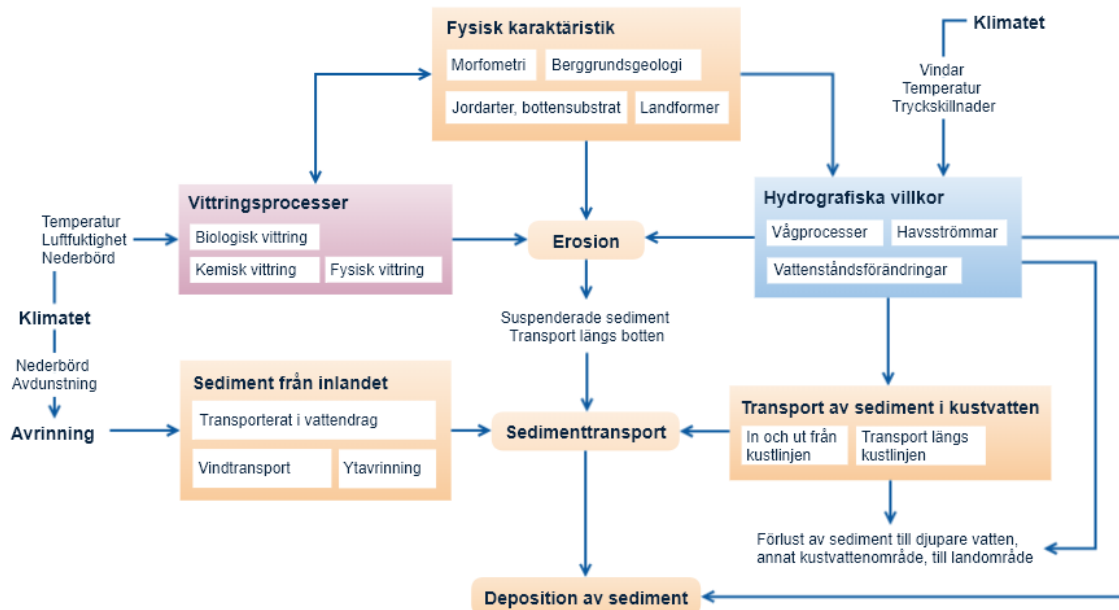 Fysisk karaktäristik
Morfometri
Berggrundsgeologi
Jordarter, bottensubstrat
Landformer
Klimatet
Vindar
Temperatur
Tryckskillnader
Vittringsprocesser
Biologisk vittring
Kemisk vittring
Fysisk vittring
Temperatur
Luftfuktighet
Nederbörd
Klimatet
Nederbörd
Avdunstning
Avrinning
Erosion
Hydrografiska villkor
Vågprocesser
Havsströmmar
Vattenståndsförändringar
Suspenderade sediment
Transport längs botten
Sediment från inlandet
Transporterat i vattendrag
Vindtransport
Ytavrinning
Sedimenttransport
Transport av sediment i kustvatten
In och ut från
kustlinjen
Transport längs
kustlinjen
Förlust av sediment till djupare vatten,
annat kustvattenområde, till landområde
Deposition av sediment